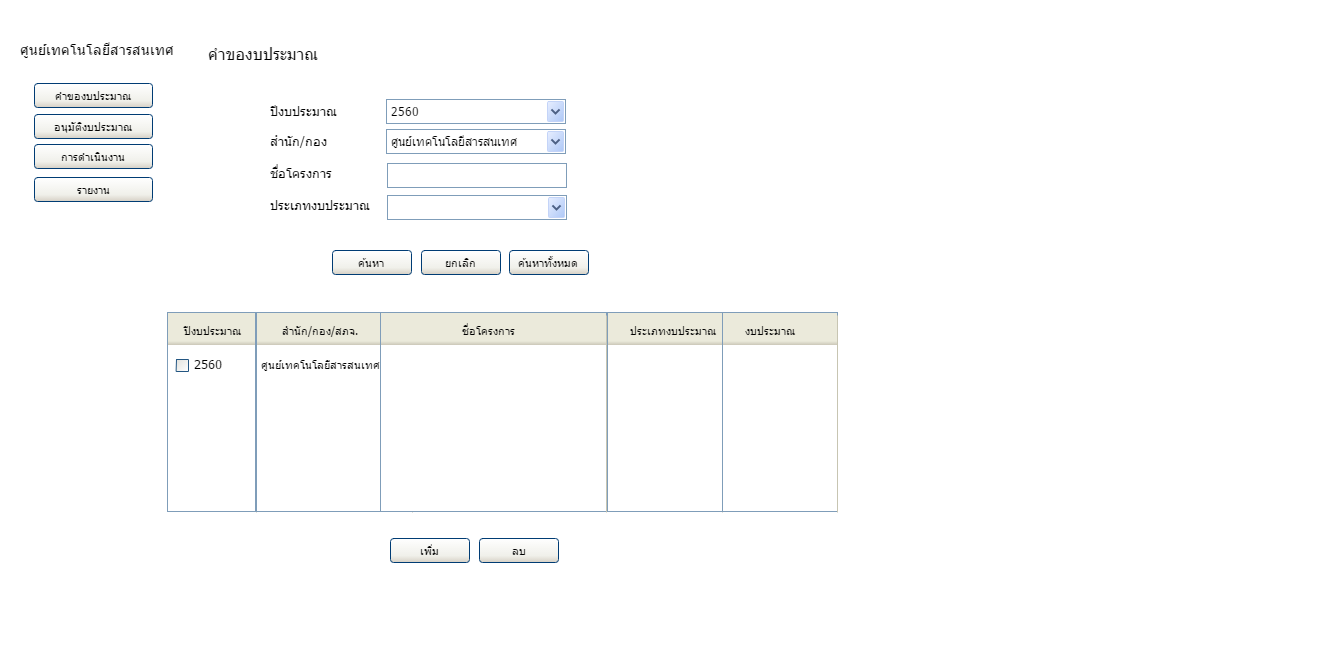 ศูนย์เทคโนโลยีสารสนเทศ
คำของบประมาณ
คำของบประมาณ
อนุมัติงบประมาณ
การดำเนินงาน
รายงาน
ปีงบประมาณ 2560
สำนัก/กอง ศูนย์เทคโนโลยีสารสนเทศ
ชื่อโครงการ
ประเภทงบประมาณ
ค้นหา ยกเลิก ค้นหาทั้งหมด
ปีงบประมาณ สำนัก/กอง/สภจ. ชื่อโครงการ ประเภทงบประมาณ งบประมาณ
2560 ศูนย์เทคโนโลยีสารสนเทศ
เพิ่ม ลบ